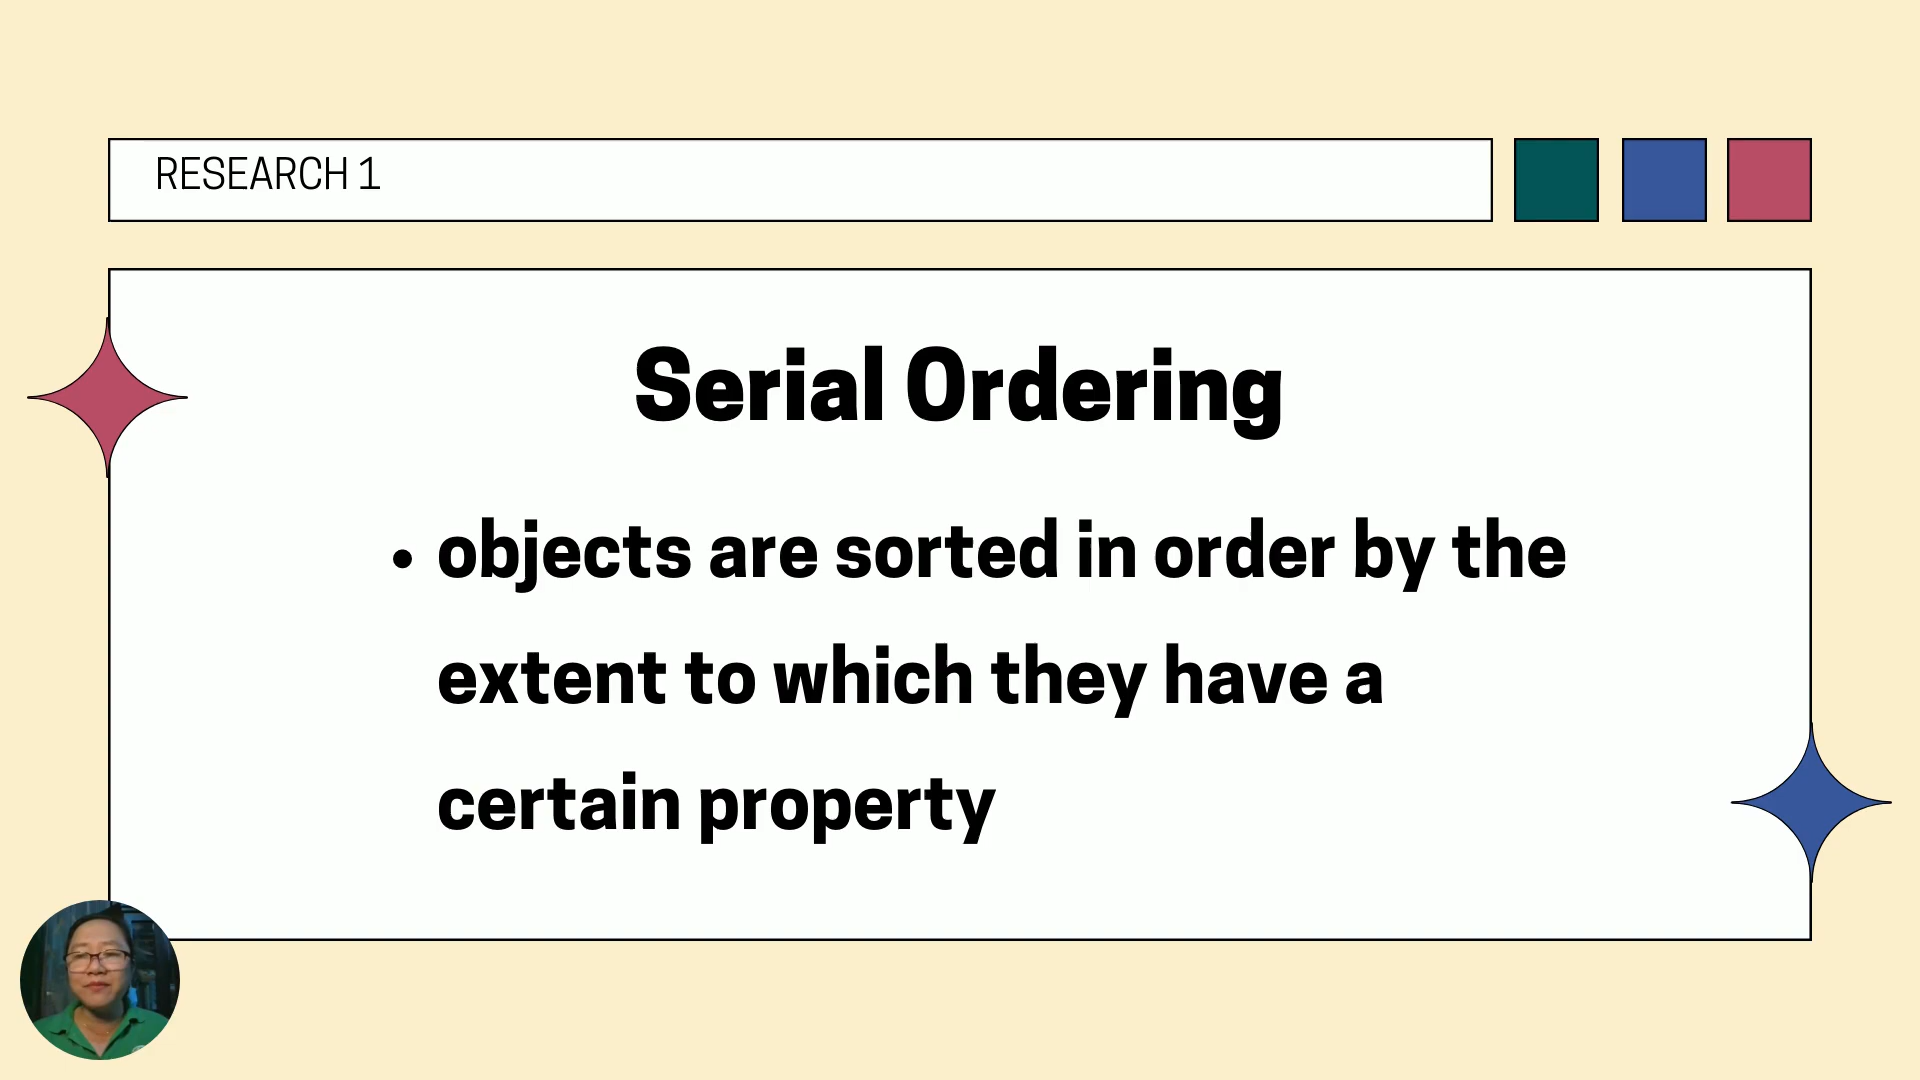 RESEARCH 1
Serial Ordering
• objects are sorted in order by the
extent to which they have a
certain property